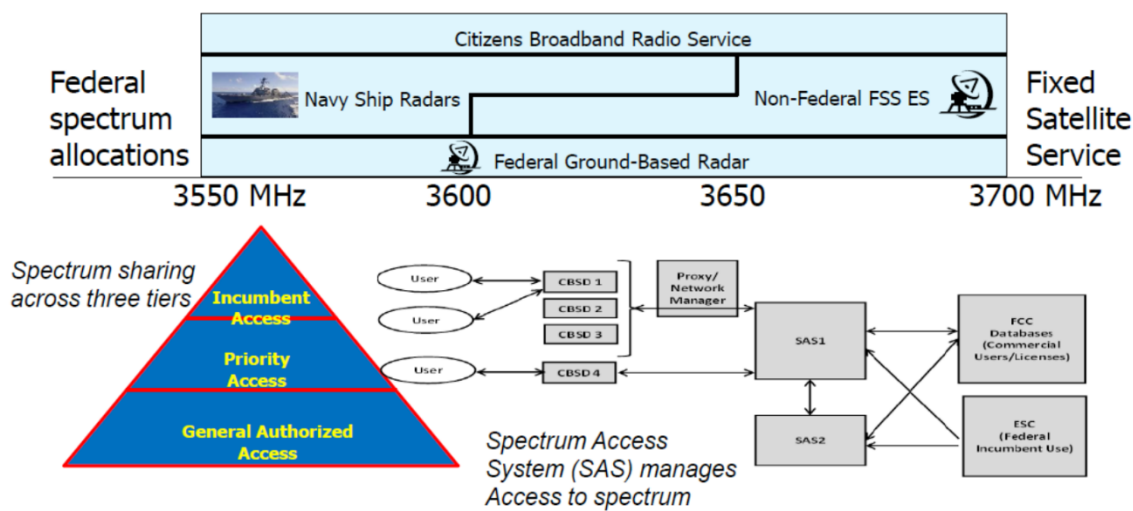 Citizens Broadband Radio Service
Federal
spectrum
allocations
Navy Ship Radars
Non-Federal FSS ES
Fixed
Satellite
Service
Federal Ground-Based Radar
3550 MHz
3600
3650
3700 MHz
Spectrum sharing
across three tiers
Incumbent
Access
Priority
Access
General Authorized
Access
User
User
User
CBSD 1
CBSD 2
CBSD 3
CBSD 4
Proxy/
Network
Manager
SAS1
SAS2
FCC
Databases
(Commercial
Users/Licenses)
ESC
(Federal
Incumbent Use)
Spectrum Access
System (SAS) manages
Access to spectrum